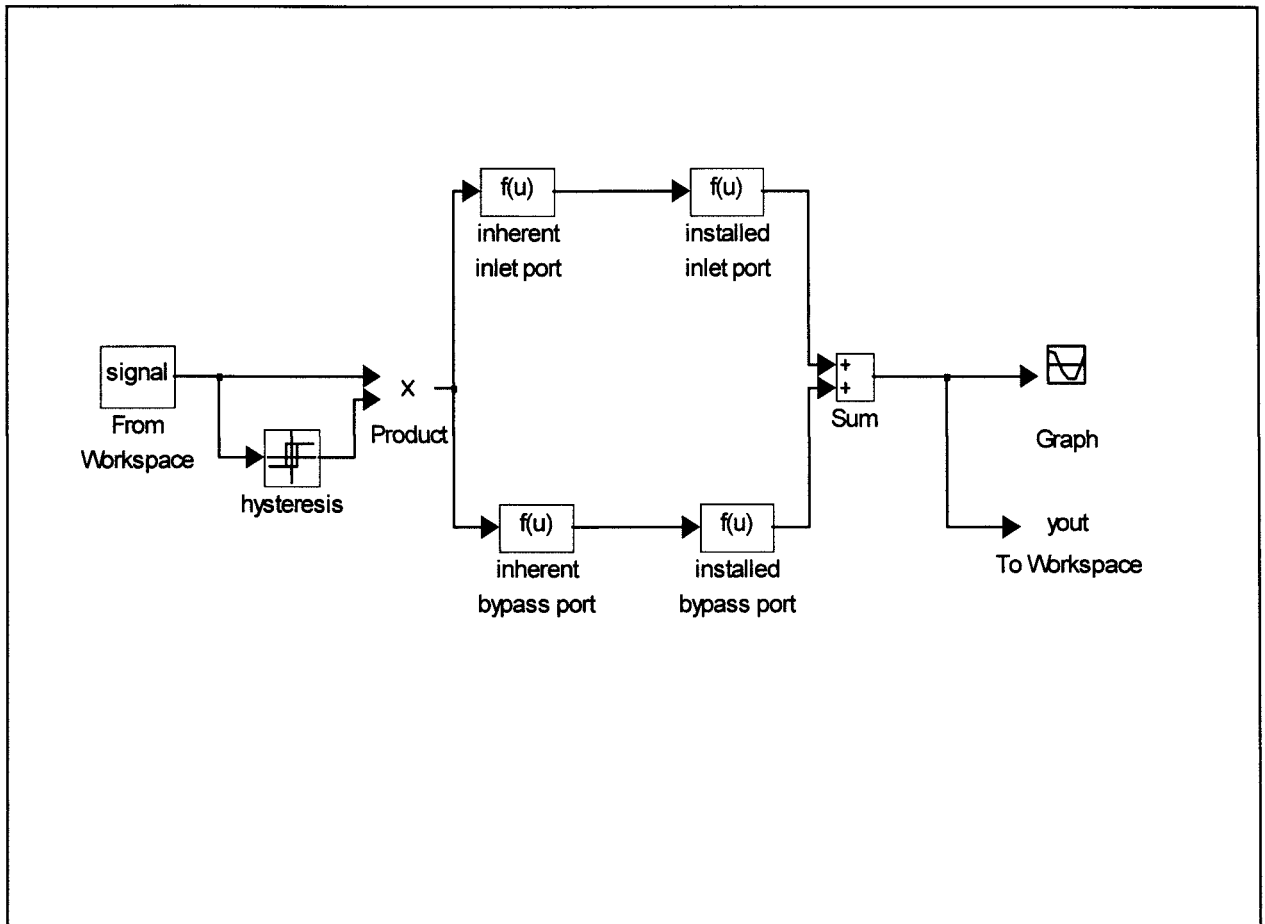 f(u)
f(u)
inherent
inlet port
installed
inlet port
signal
From
Workspace
hysteresis
X
Product
+
+
Sum
Graph
f(u)
f(u)
inherent
bypass port
installed
bypass port
yout
To Workspace